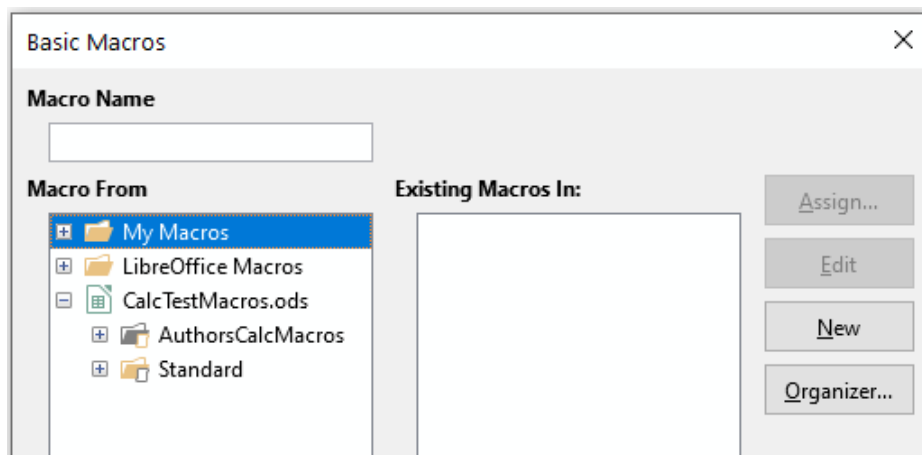 Basic Macros
Macro Name
Macro From
Existing Macros In:
My Macros
LibreOffice Macros
CalcTestMacros.ods
AuthorsCalcMacros
Standard
Assign...
Edit
New
Organizer...